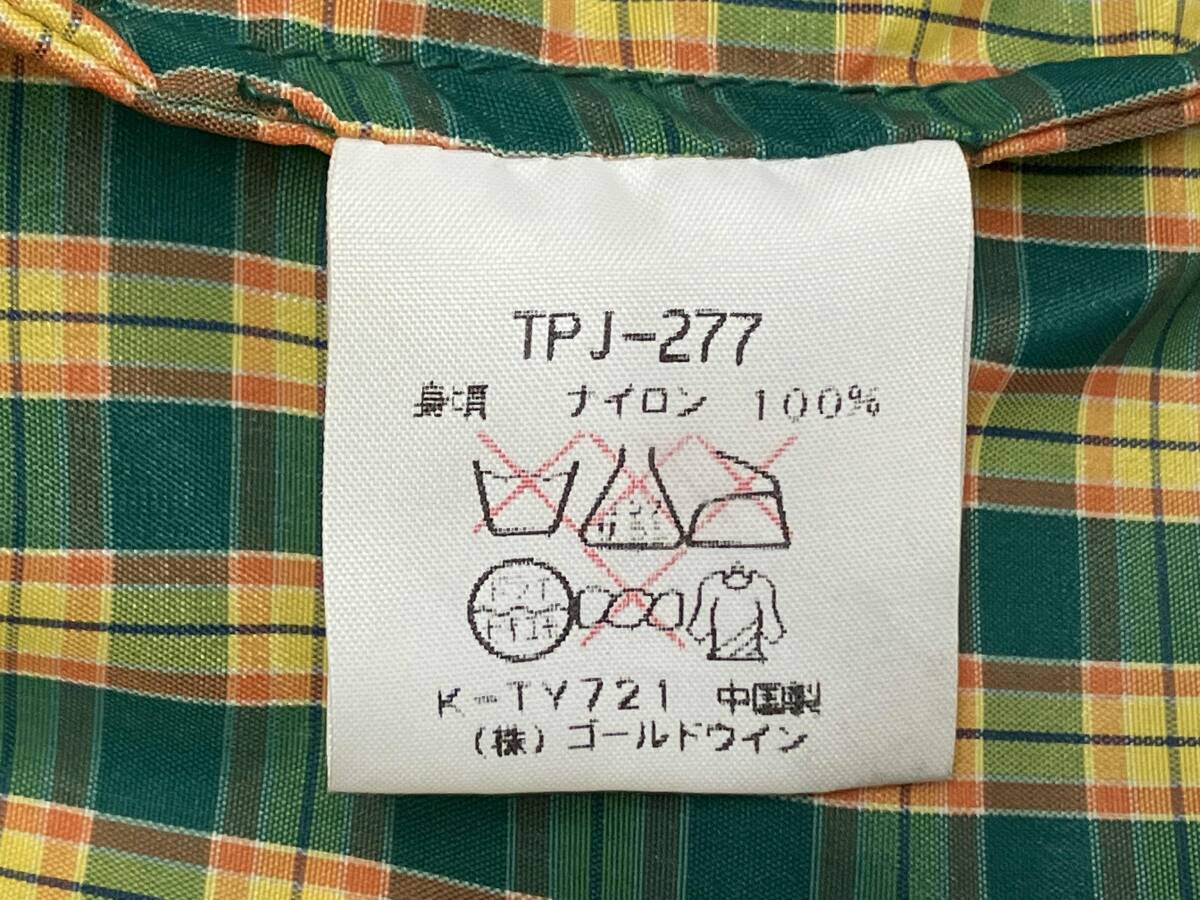 TPJ-277
身頃 ナイロン 100%
K-TY721 中国製
(株)ゴールドウイン